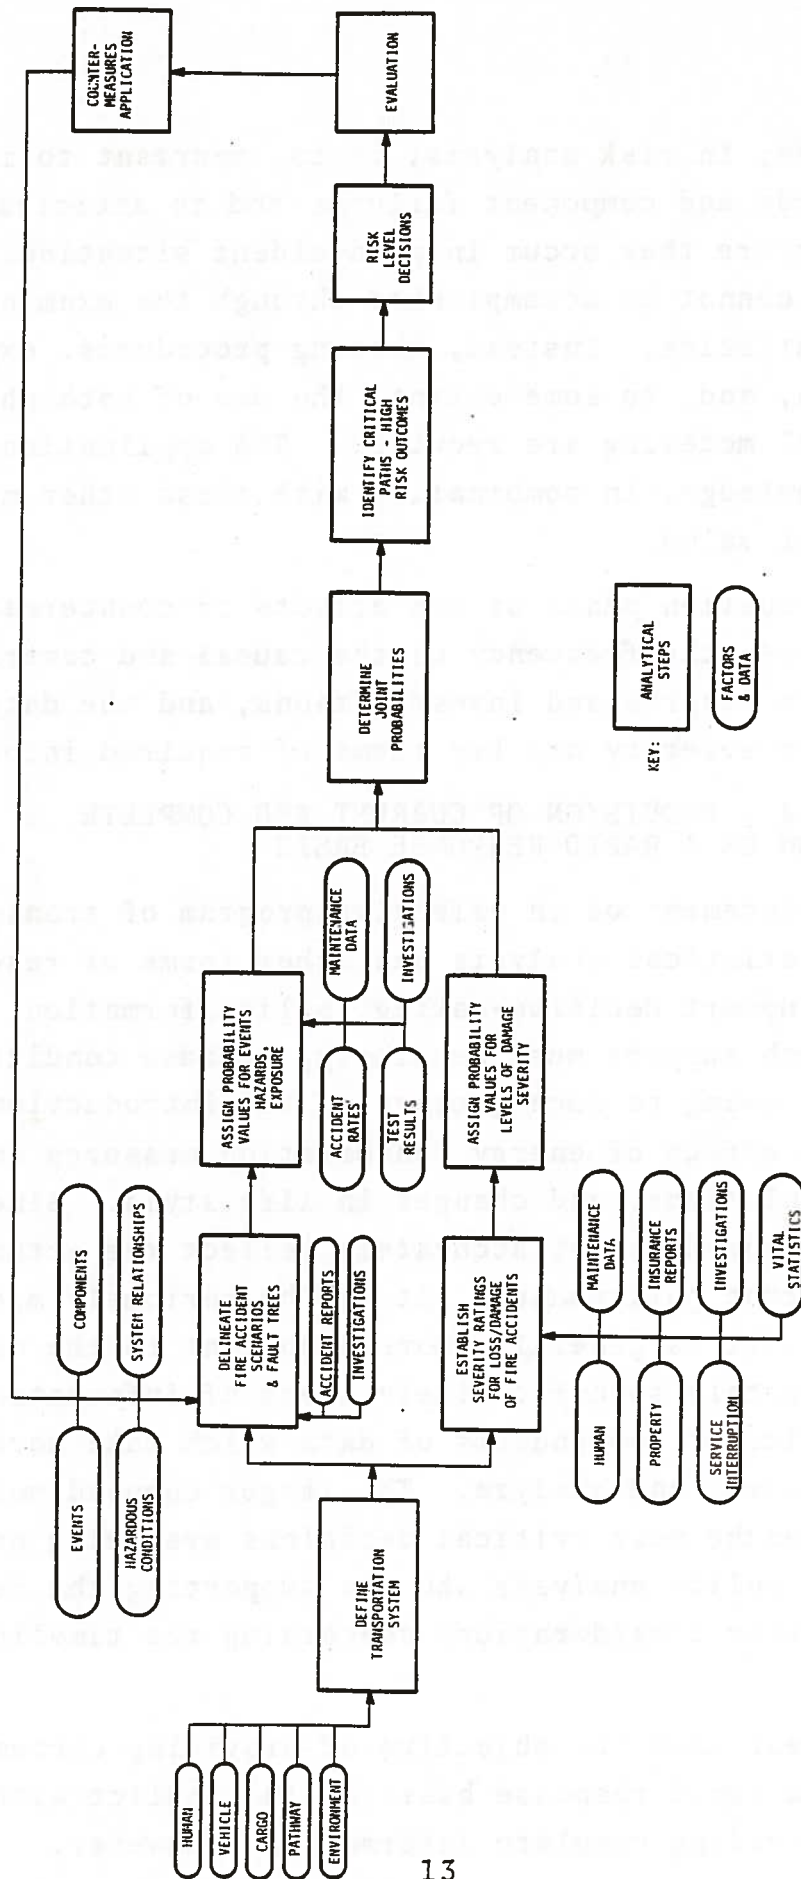 HUMAN
VEHICLE
CARGO
PATHWAY
ENVIRONMENT
DEFINE
TRANSPORTATION
SYSTEM
EVENTS
COMPONENTS
HAZARDOUS
CONDITIONS
SYSTEM RELATIONSHIPS
DELINEATE
FIRE ACCIDENT
SCENARIOS
& FAULT TREES
ACCIDENT REPORTS
INVESTIGATIONS
ESTABLISH
SEVERITY RATINGS
FOR LOSS/DAMAGE
OF FIRE ACCIDENTS
HUMAN
MAINTENANCE
DATA
PROPERTY
INSURANCE
REPORTS
SERVICE
INTERRUPTION
INVESTIGATIONS
VITAL
STATISTICS
ASSIGN PROBABILITY
VALUES FOR EVENTS
HAZARDS,
EXPOSURE
ACCIDENT
RATES'
MAINTENANCE
DATA
TEST
RESULTS
INVESTIGATIONS
ASSIGN PROBABILITY
VALUES FOR
LEVELS OF DAMAGE
SEVERITY
DETERMINE
JOINT
PROBABILITIES
IDENTIFY CRITICAL
PATHS - HIGH
RISK OUTCOMES
RISK
LEVEL
DECISIONS
EVALUATION
COUNTER-
MEASURES
APPLICATION
KEY:
ANALYTICAL
STEPS
FACTORS
& DATA
13